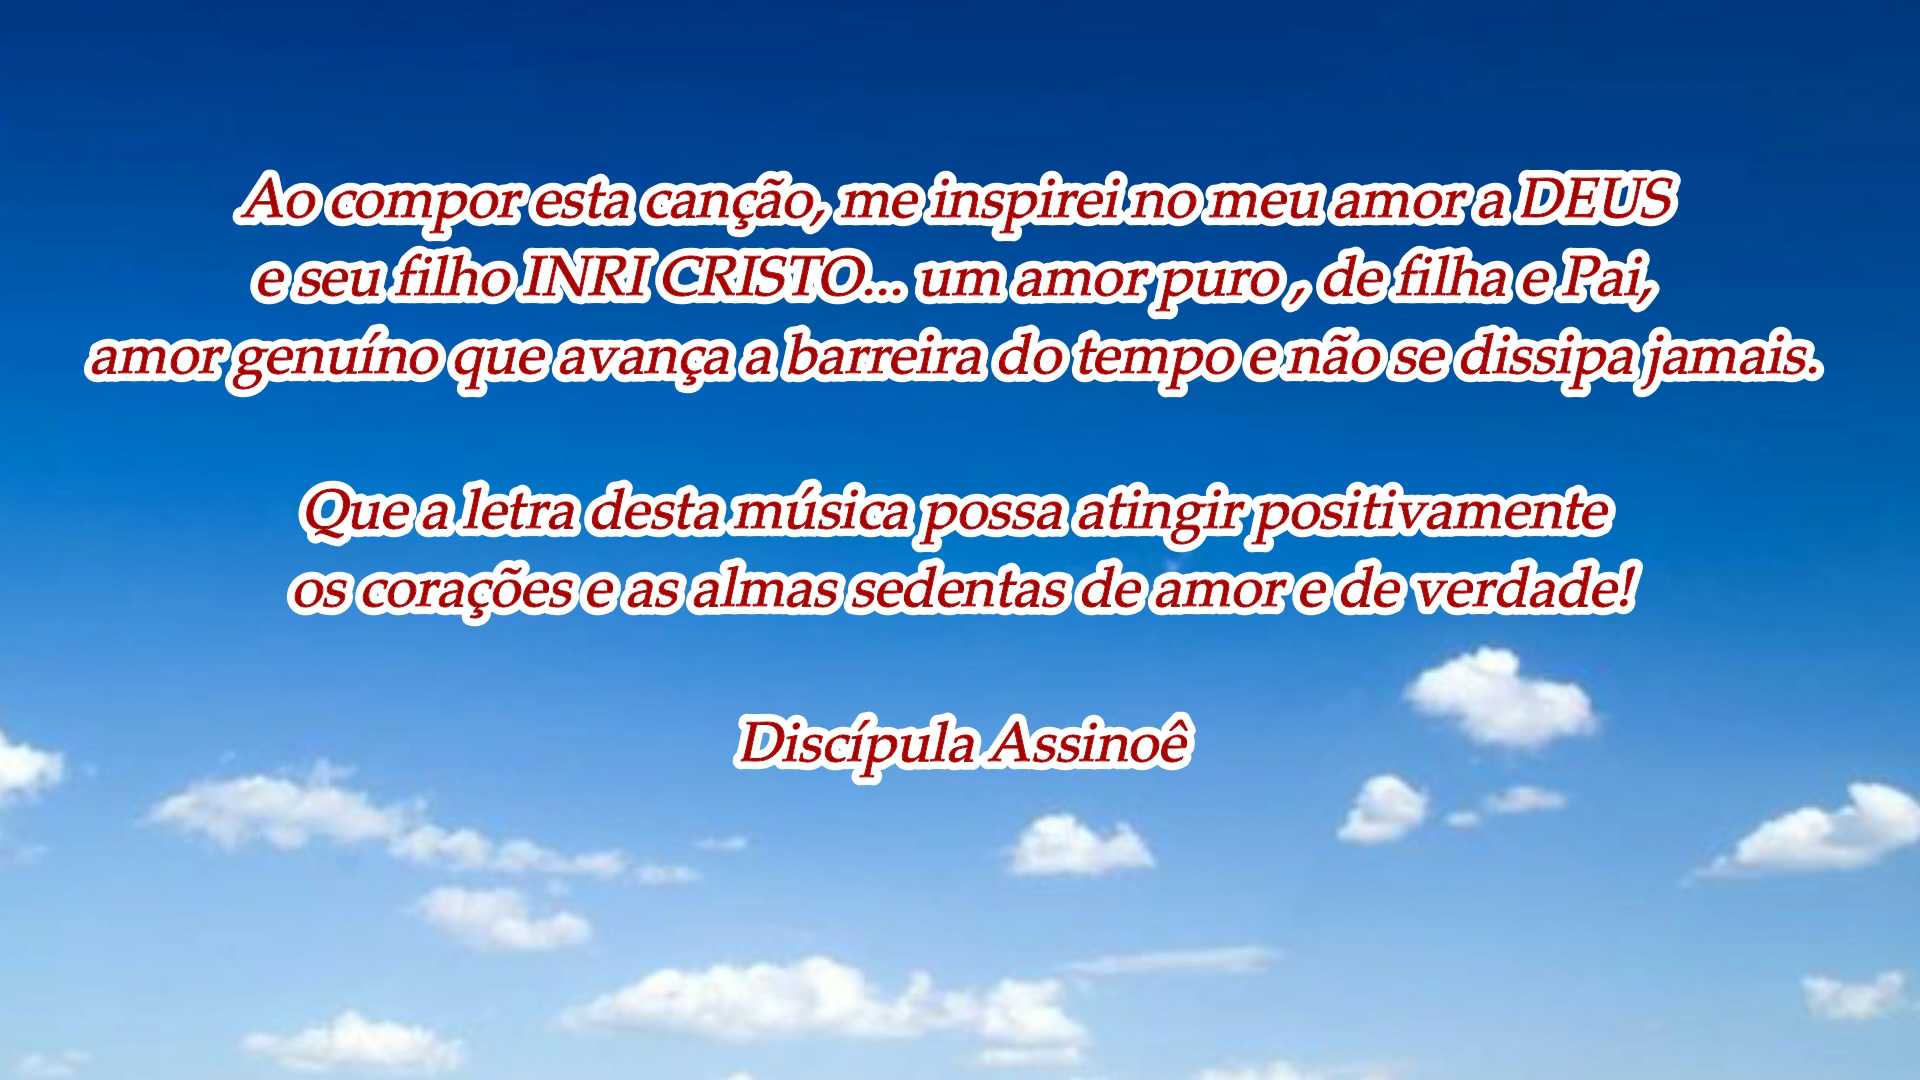 Ao compor esta canção, me inspirei no meu amor a DEUS
e seu filho INRI CRISTO... um amor puro , de filha e Pai,
amor genuíno que avança a barreira do tempo e não se dissipa jamais.
Que a letra desta música possa atingir positivamente
os corações e as almas sedentas de amor e de verdade!
Discípula Assinoê